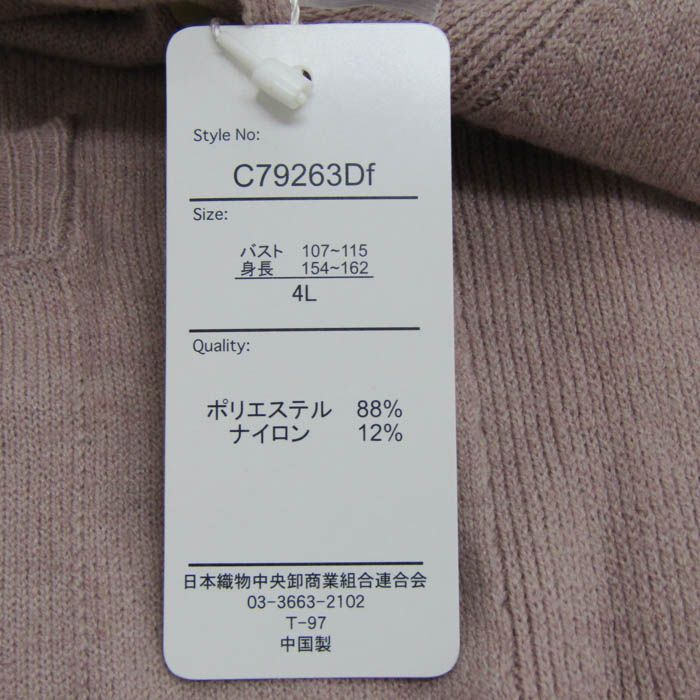 Style No:
C79263Df
Size:
バスト 107~115
身長 154~162
4L
Quality:
ポリエステル 88%
ナイロン 12%
日本織物中央卸商業組合連合会
03-3663-2102
T-97
中国製